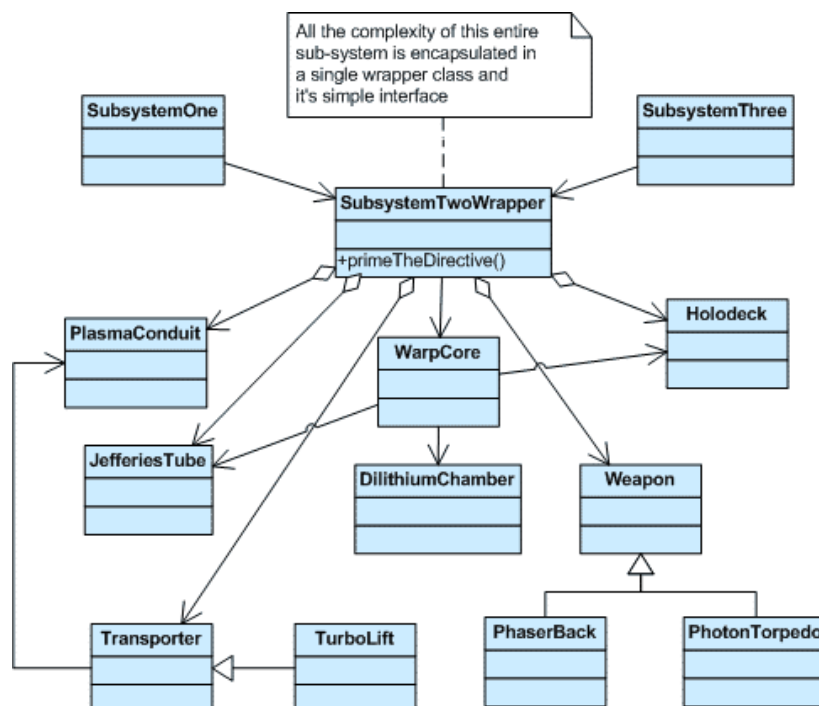 All the complexity of this entire
sub-system is encapsulated in
a single wrapper class and
it's simple interface
SubsystemOne
SubsystemThree
SubsystemTwoWrapper
+primeTheDirective()
PlasmaConduit
Holodeck
WarpCore
JefferiesTube
DilithiumChamber
Weapon
Transporter
TurboLift
PhaserBack
PhotonTorpedo